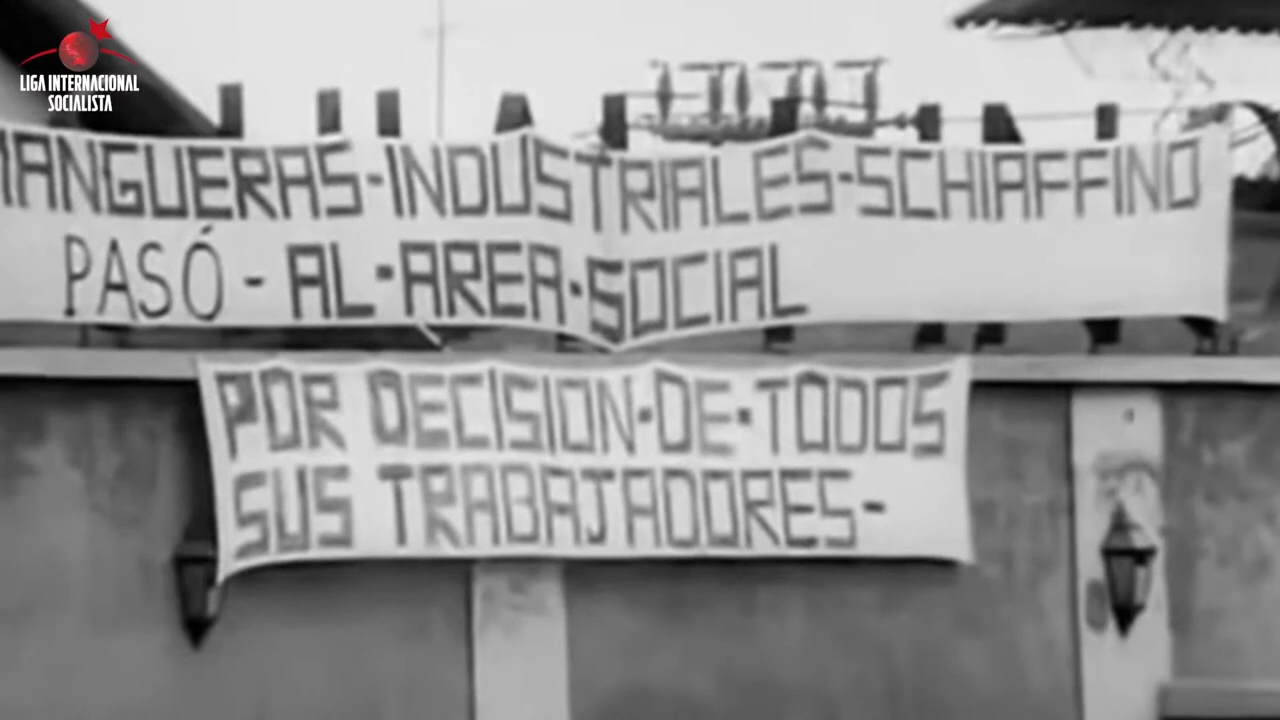 LIGA INTERNACIONAL
SOCIALISTA
MANGUERAS-INDUSTRIALES-SCHIAFFINO
PASÓ-AL-AREA-SOCIAL
POR DECISION-DE-TODOS
SUS TRABAJADORES-